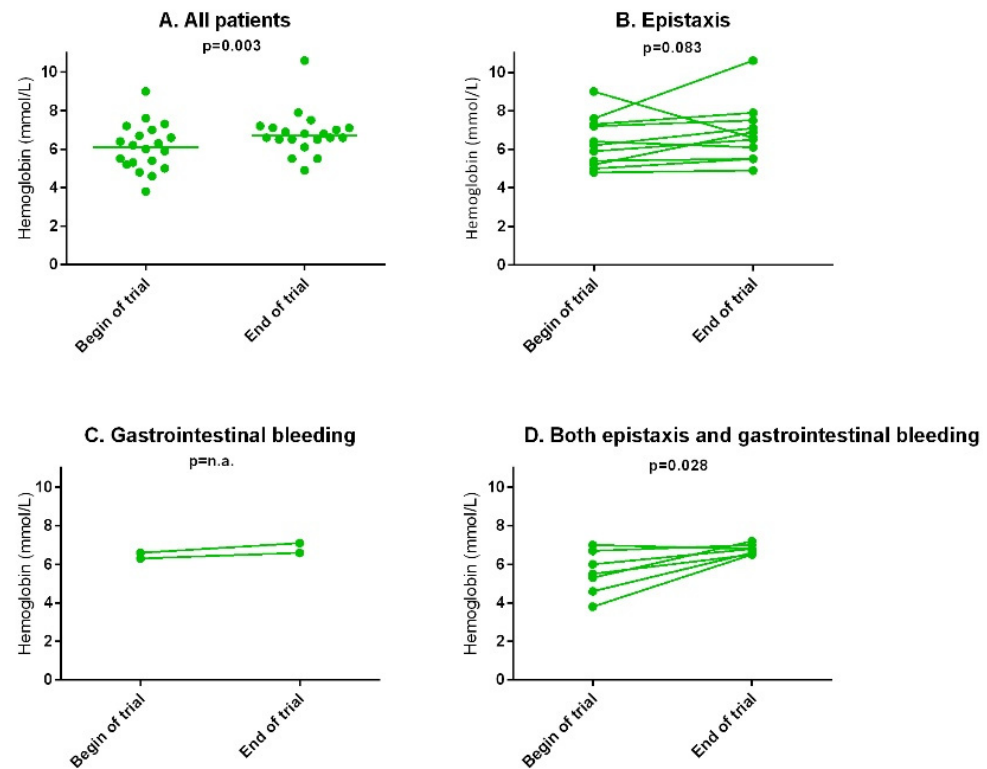 A. All patients
p=0.003
Hemoglobin (mmol/L)
10
8
6
4
2
0
Begin of trial
End of trial
B. Epistaxis
p=0.083
Hemoglobin (mmol/L)
10
8
6
4
2
0
Begin of trial
End of trial
C. Gastrointestinal bleeding
p=n.a.
Hemoglobin (mmol/L)
10
8
6
4
2
0
Begin of trial
End of trial
D. Both epistaxis and gastrointestinal bleeding
p=0.028
Hemoglobin (mmol/L)
10
8
6
4
2
0
Begin of trial
End of trial